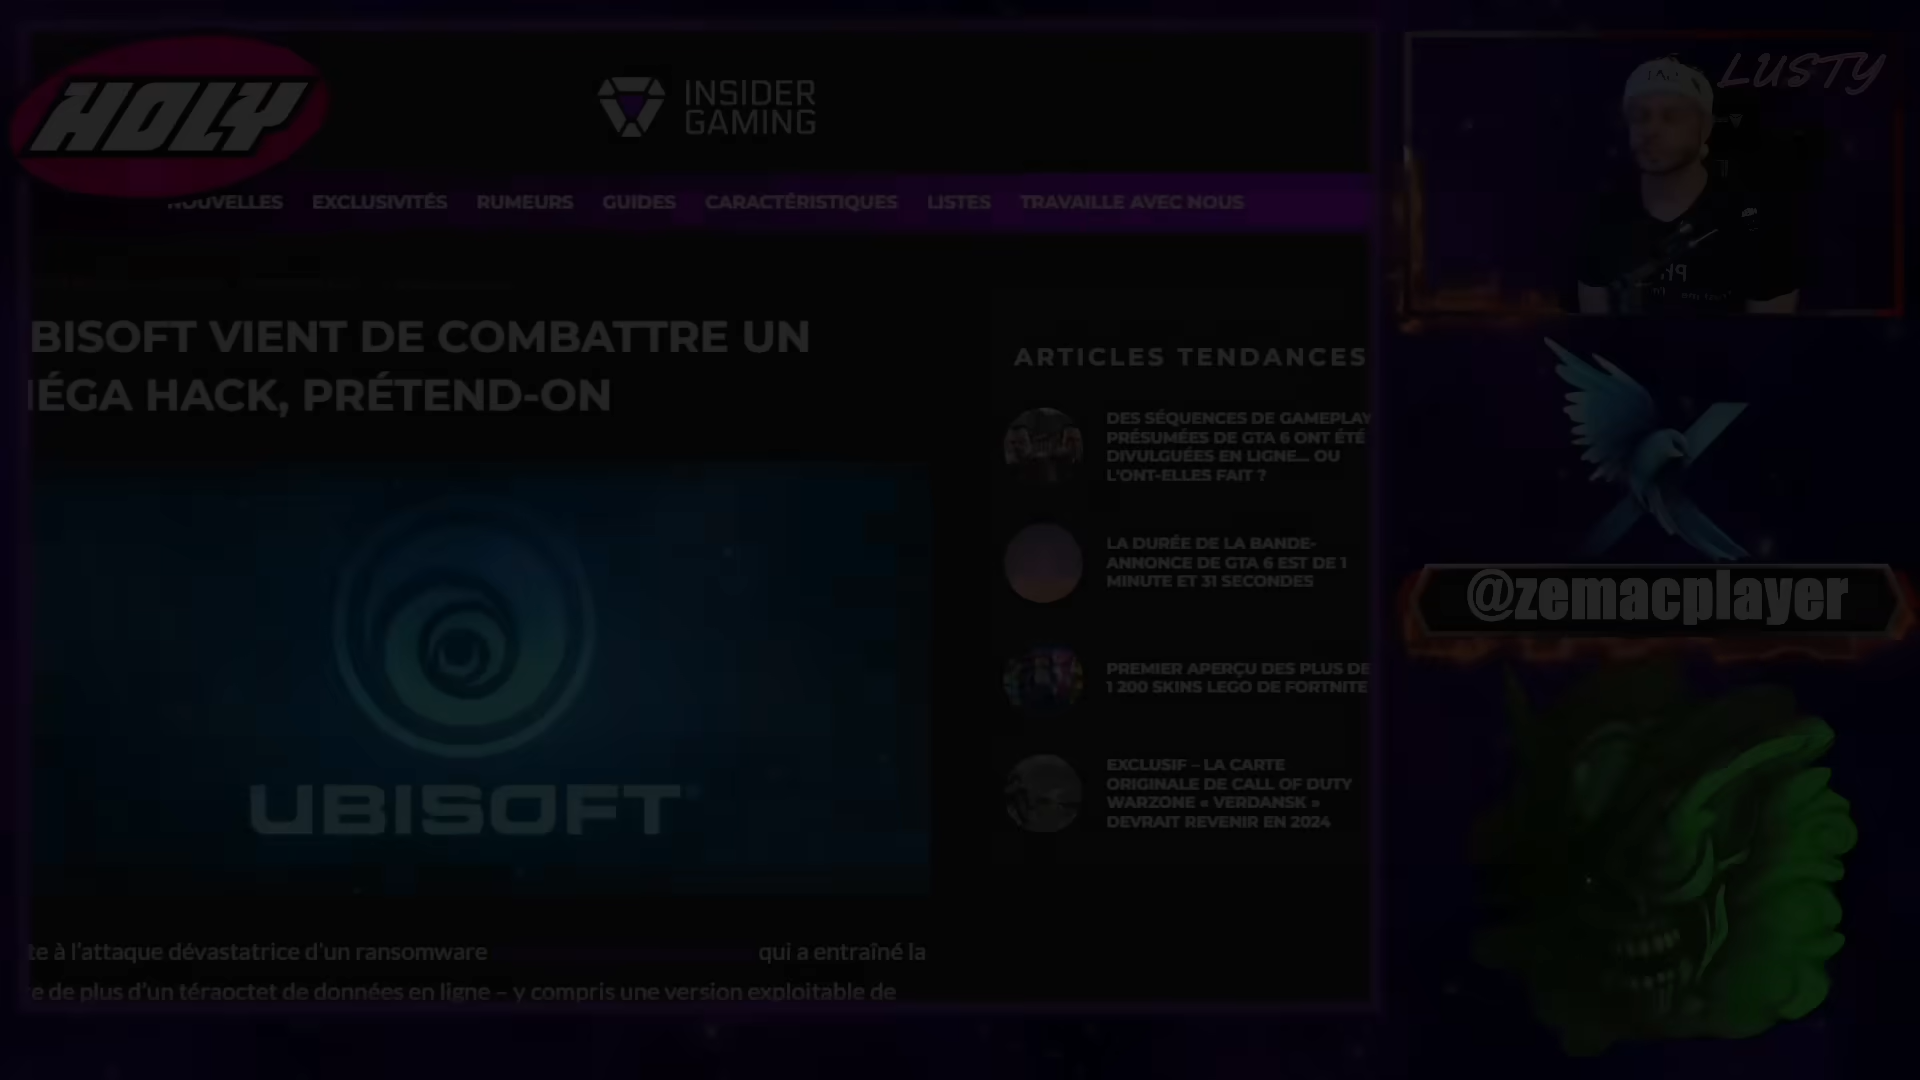 HOLY
INSIDER
GAMING
LUSTY
NOUVELLES EXCLUSIVITÉS RUMEURS GUIDES CARACTÉRISTIQUES LISTES TRAVAILLE AVEC NOUS
BISOFT VIENT DE COMBATTRE UN
ÉGA HACK, PRÉTEND-ON
UBISOFT
te à l'attaque dévastatrice d'un ransomware qui a entraîné la
e de plus d'un téraoctet de données en ligne – y compris une version exploitable de
ARTICLES TENDANCES
DES SÉQUENCES DE GAMEPLAY
PRÉSUMÉES DE GTA 6 ONT ÉTÉ
DIVULGUÉES EN LIGNE... OU
L'ONT-ELLES FAIT ?
LA DURÉE DE LA BANDE-
ANNONCE DE GTA 6 EST DE 1
MINUTE ET 31 SECONDES
PREMIER APERÇU DES PLUS DE
1 200 SKINS LEGO DE FORTNITE
EXCLUSIF – LA CARTE
ORIGINALE DE CALL OF DUTY
WARZONE « VERDANSK »
DEVRAIT REVENIR EN 2024
@zemacplayer